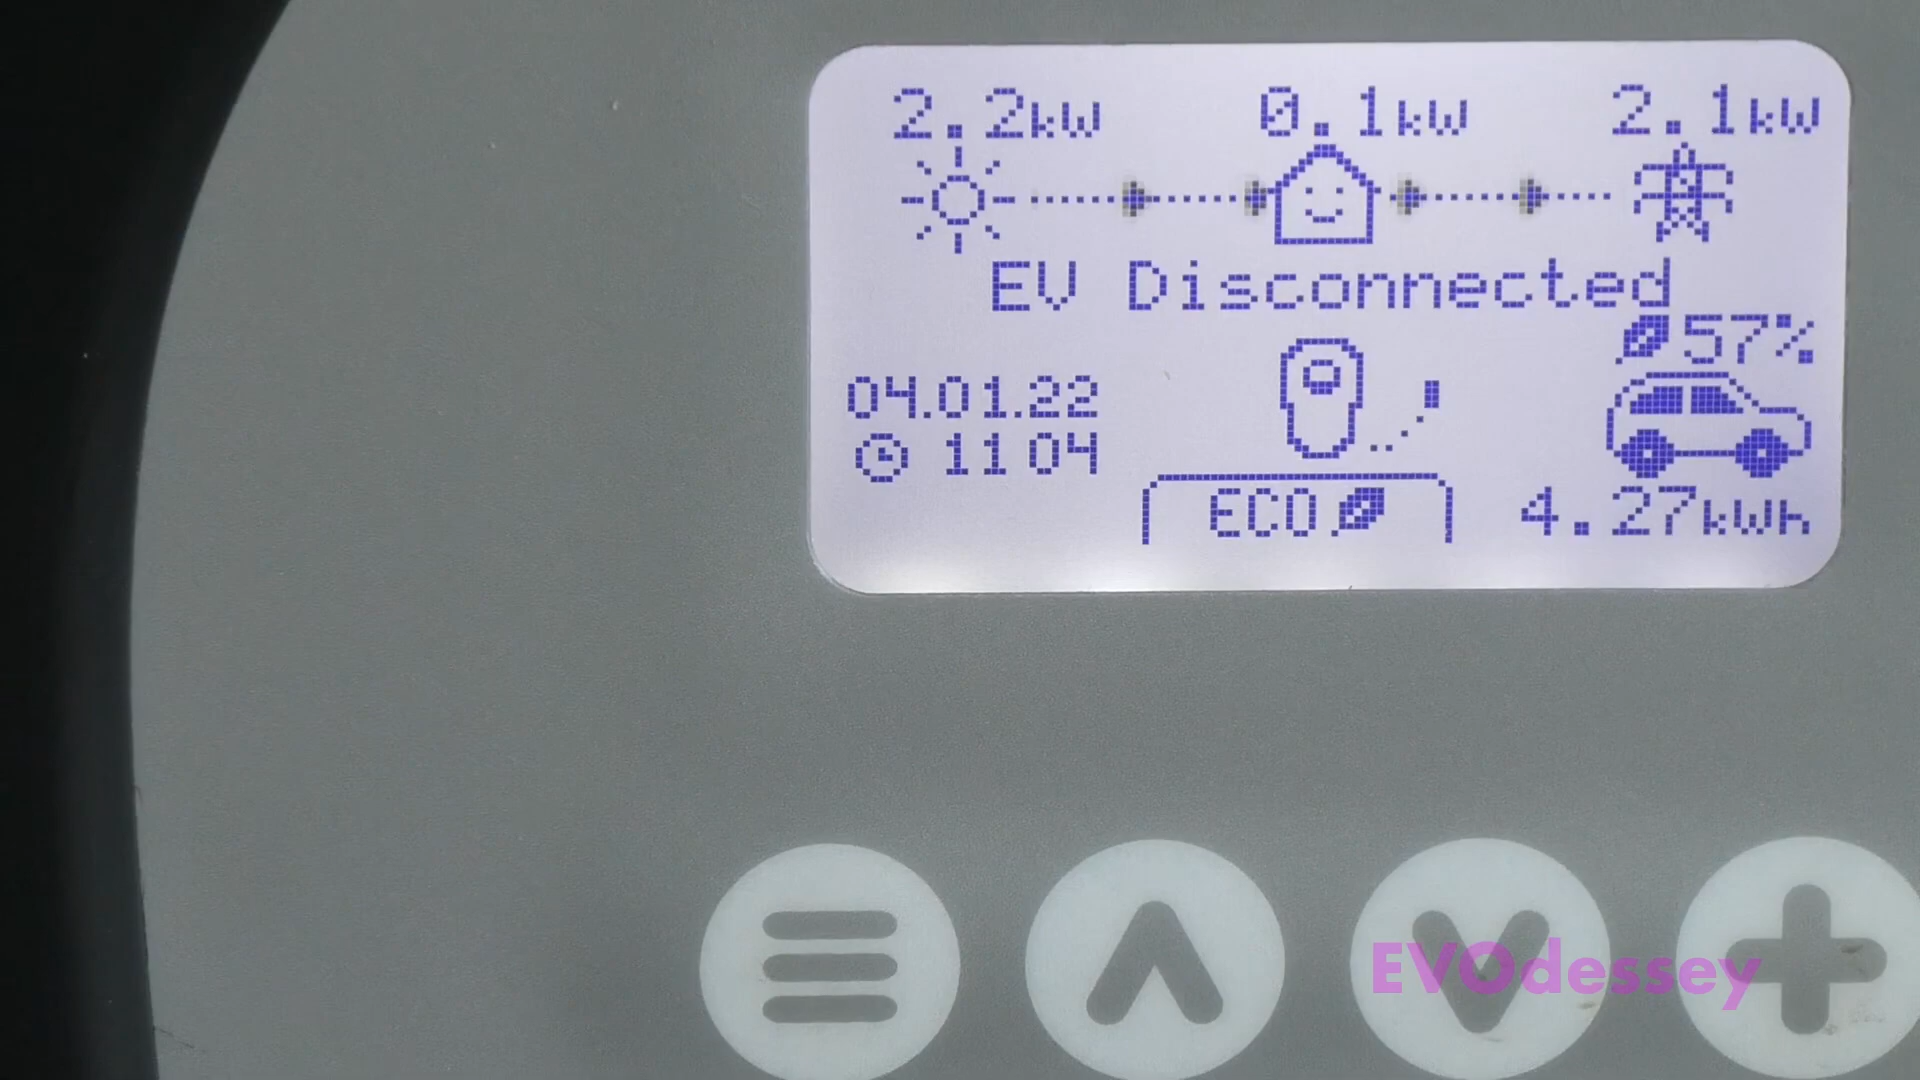 2.2kW 0.1kW 2.1kW
EV Disconnected
57%
04.01.22
11 04
ECO
4.27kWh
EVOdessey